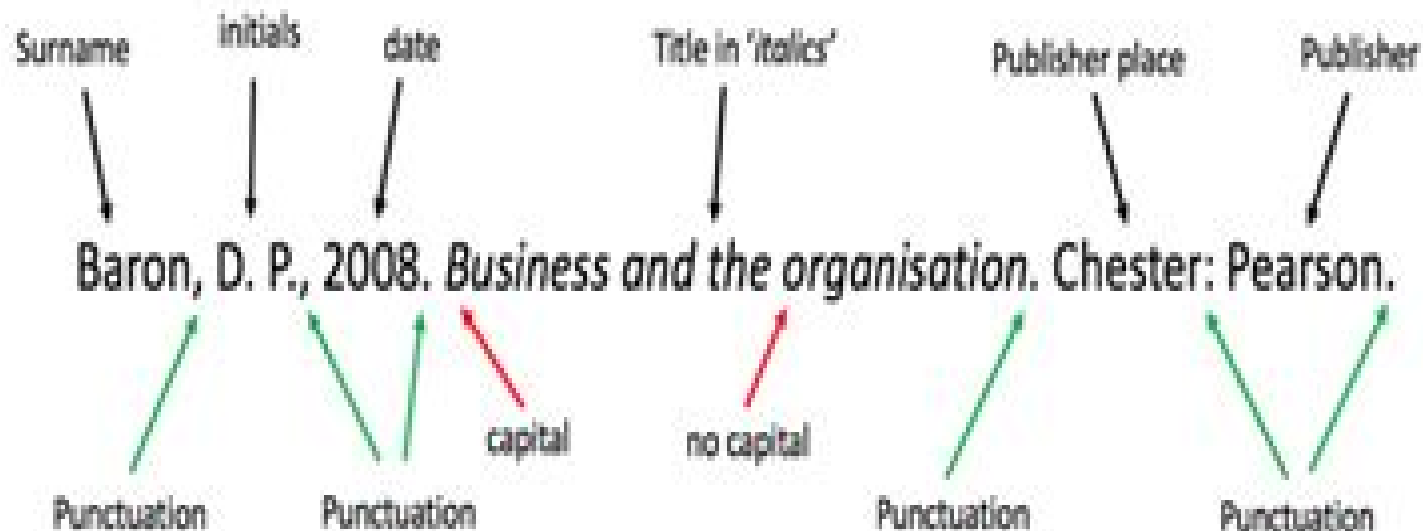 Surname initials date Title in 'italics' Publisher place Publisher
Baron, D. P., 2008. Business and the organisation. Chester: Pearson.
capital no capital
Punctuation Punctuation Punctuation Punctuation